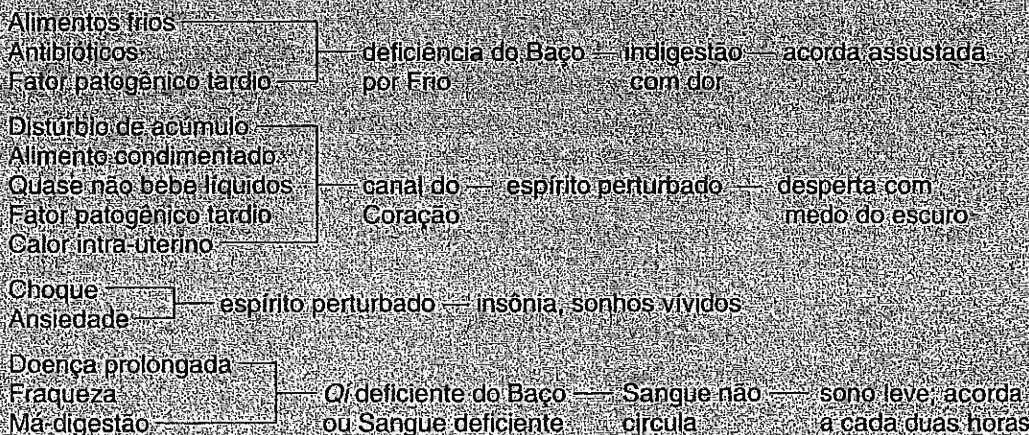 Alimentos frios
Antibióticos
Fator patogênico tardio
deficiência do Baço
por Frio
indigestão
com dor
acorda assustada
Distúrbio de acúmulo
Alimento condimentado
Quase não bebe líquidos
Fator patogênico tardio
Calor intra-uterino
canal do
Coração
espírito perturbado
desperta com
medo do escuro
Choque
Ansiedade
espírito perturbado
insônia, sonhos vívidos
Doença prolongada
Fraqueza
Má-digestão
Qi deficiente do Baço
ou Sangue deficiente
Sangue não
circula
sono leve; acorda
a cada duas horas